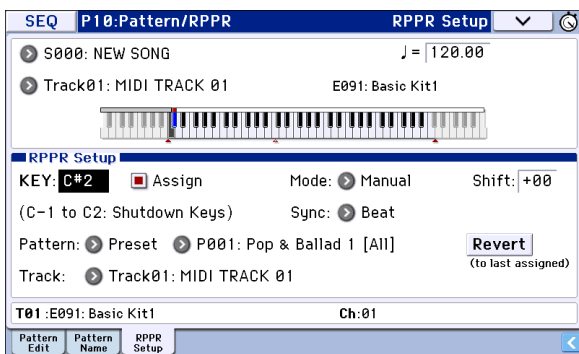 SEQ P10:Pattern/RPPR RPPR Setup
S000: NEW SONG ♩= 120.00
Track01: MIDI TRACK 01 E091: Basic Kit1
RPPR Setup
KEY: C#2 Assign Mode: Manual Shift: +00
(C-1 to C2: Shutdown Keys) Sync: Beat
Pattern: Preset P001: Pop & Ballad 1 [All] Revert
(to last assigned)
Track: Track01: MIDI TRACK 01
T01 :E091: Basic Kit1 Ch:01
Pattern Edit Pattern Name RPPR Setup